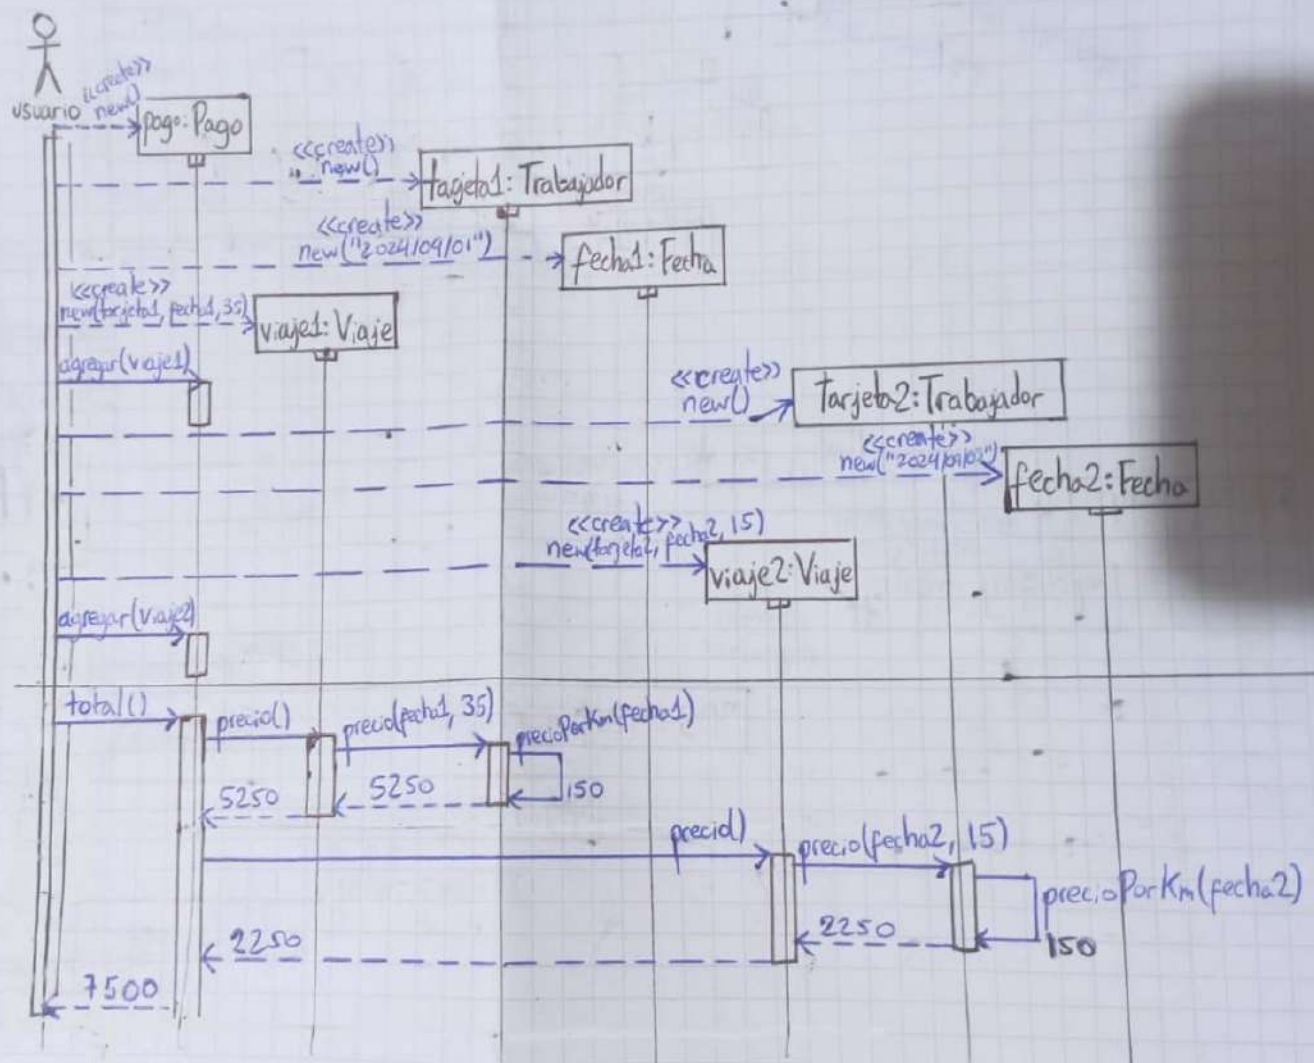 usuario
<<create>>
new()
pago: Pago
<<create>>
new()
tarjeta1: Trabajador
<<create>>
new("2024/09/01")
fecha1: Fecha
<<create>>
new(tarjeta1, fecha1, 35)
viaje1: Viaje
agregar(viaje1)
<<create>>
new()
tarjeta2: Trabajador
<<create>>
new("2024/09/02")
fecha2: Fecha
<<create>>
new(tarjeta2, fecha2, 15)
viaje2: Viaje
agregar(viaje2)
total()
precio()
precio(fecha1, 35)
precioPorKm(fecha1)
150
5250
5250
precio()
precio(fecha2, 15)
precioPorKm(fecha2)
150
2250
2250
7500